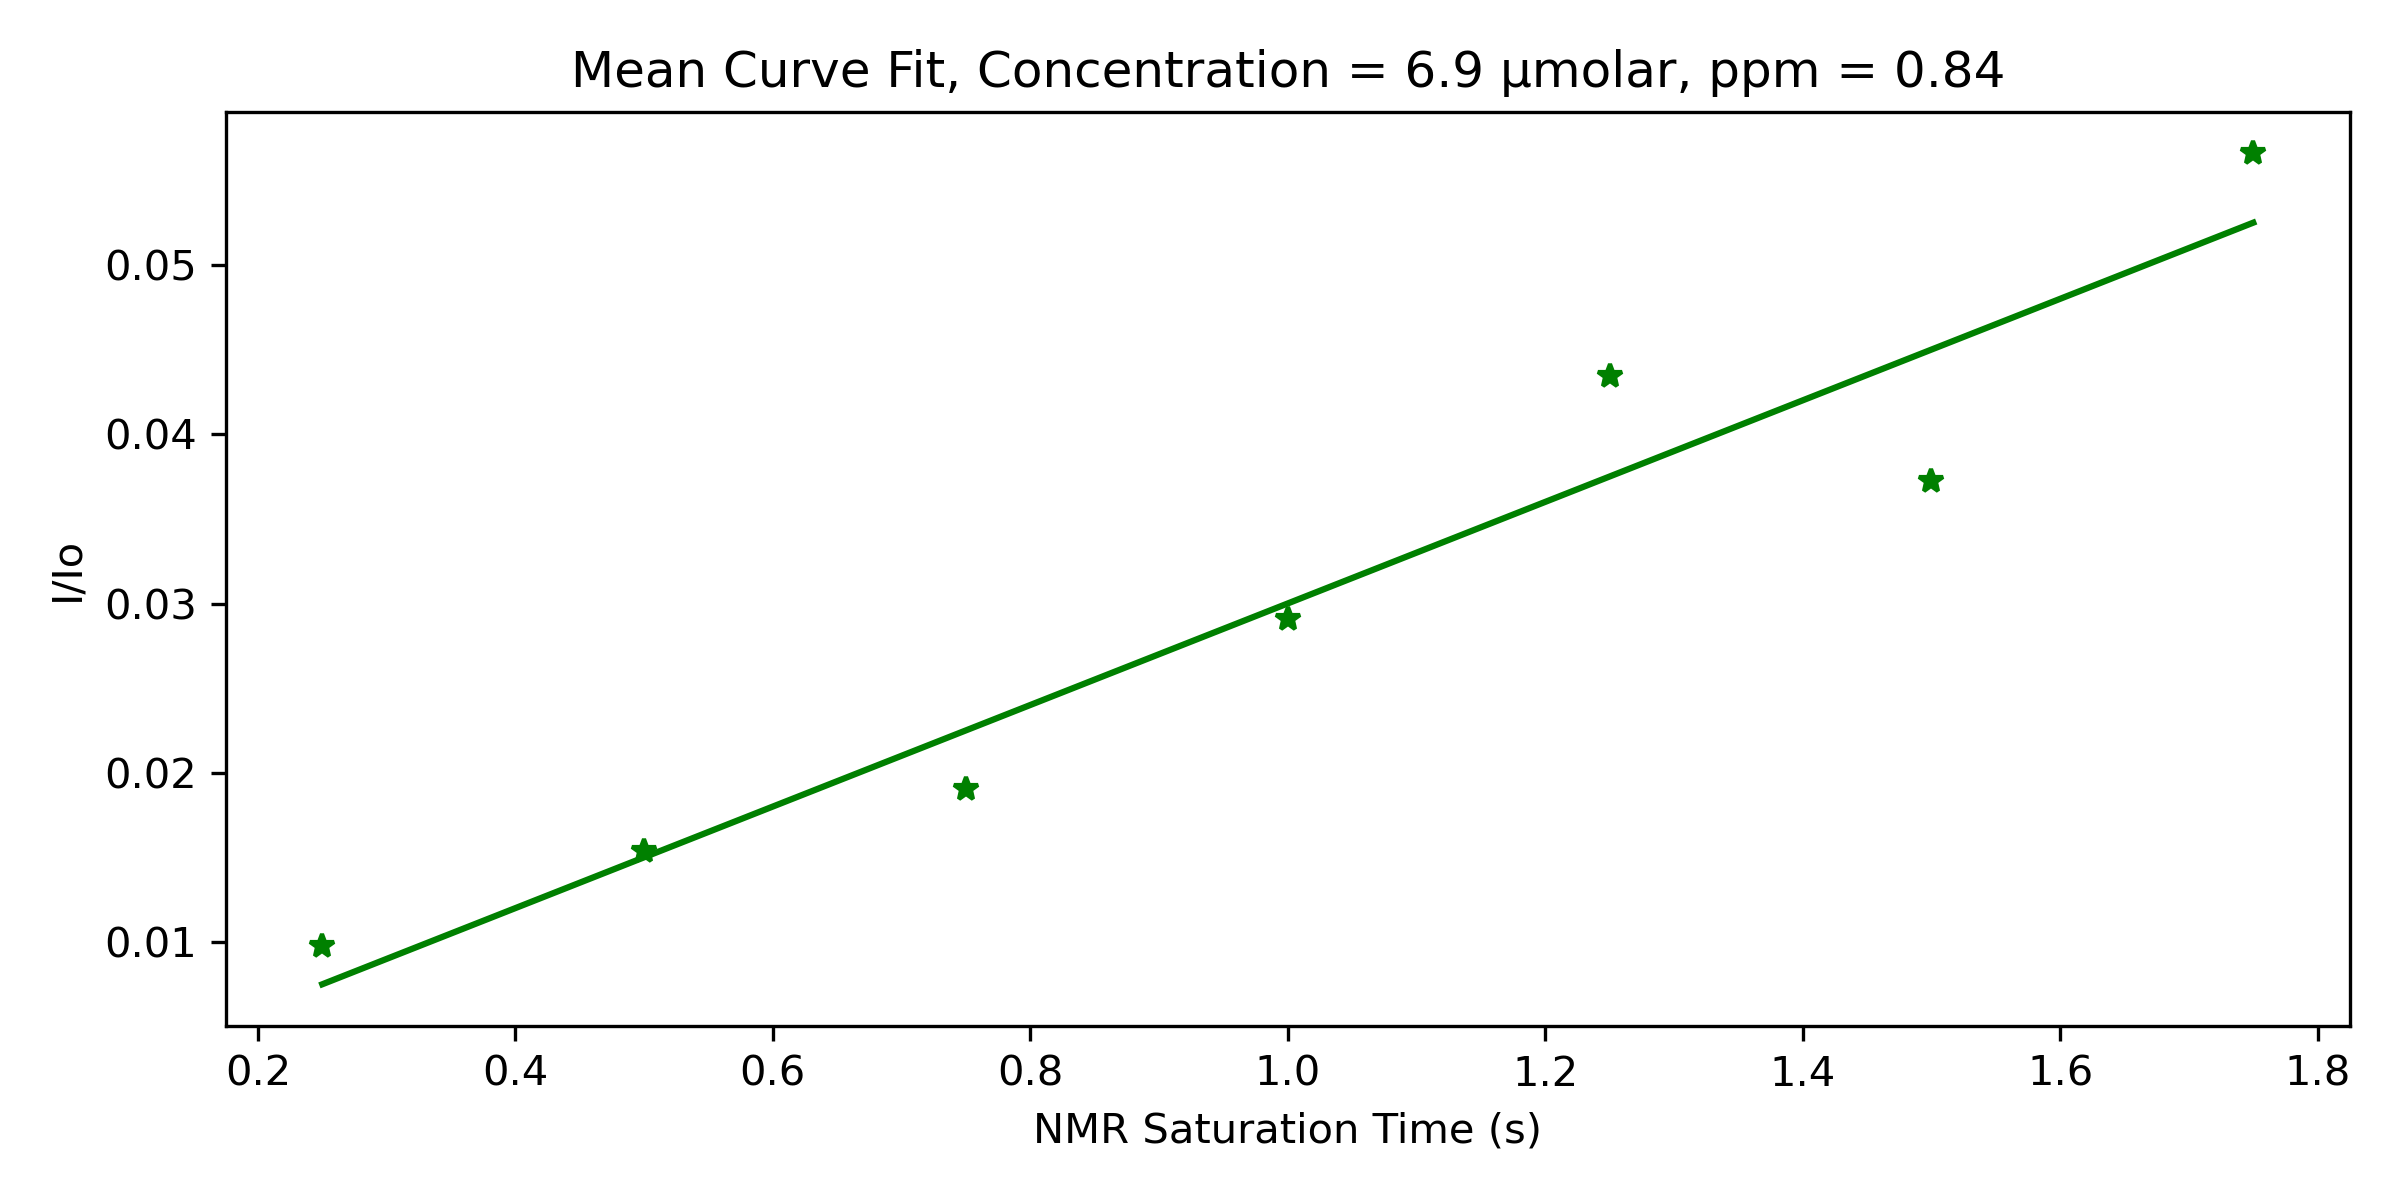 Mean Curve Fit, Concentration = 6.9 μmolar, ppm = 0.84
0.05
0.04
0.03
0.02
0.01
I/Io
0.2 0.4 0.6 0.8 1.0 1.2 1.4 1.6 1.8
NMR Saturation Time (s)